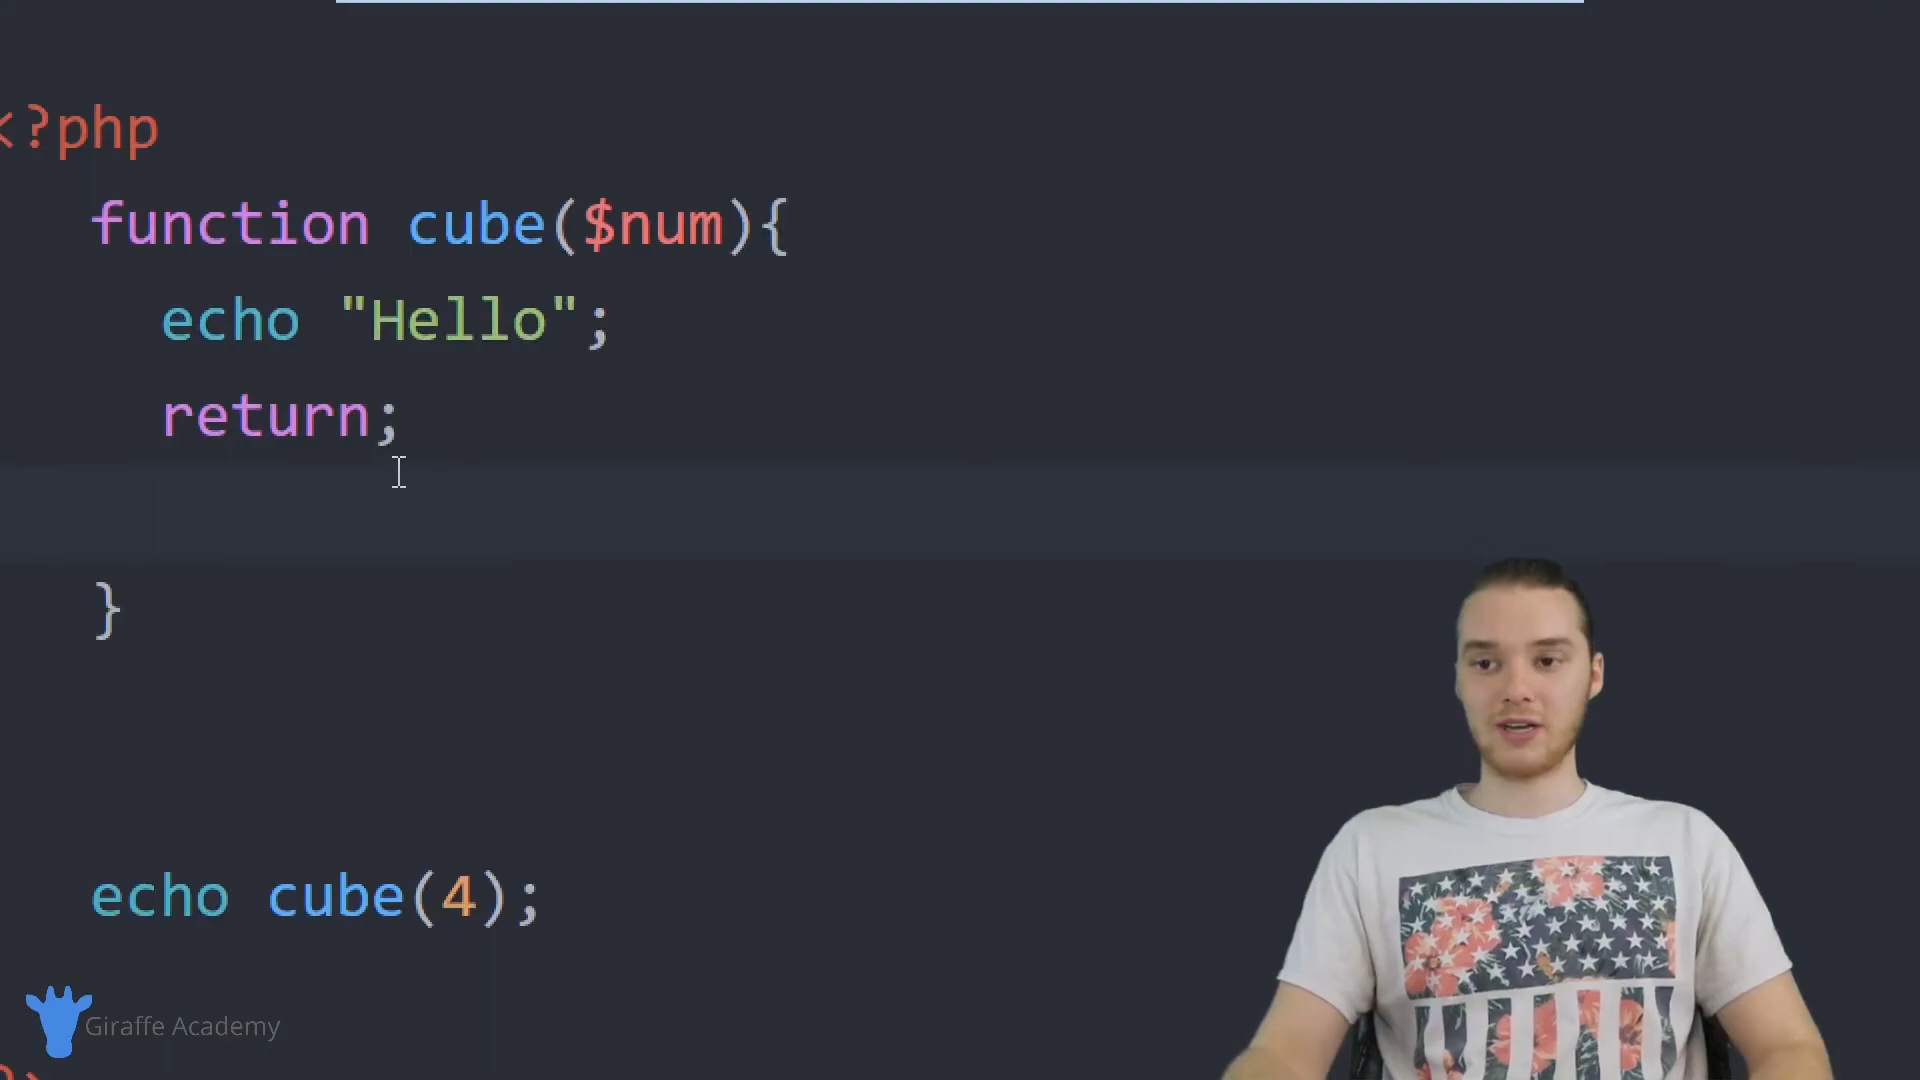 <?php
function cube($num){
echo "Hello";
return;
}
echo cube(4);
Giraffe Academy
?>